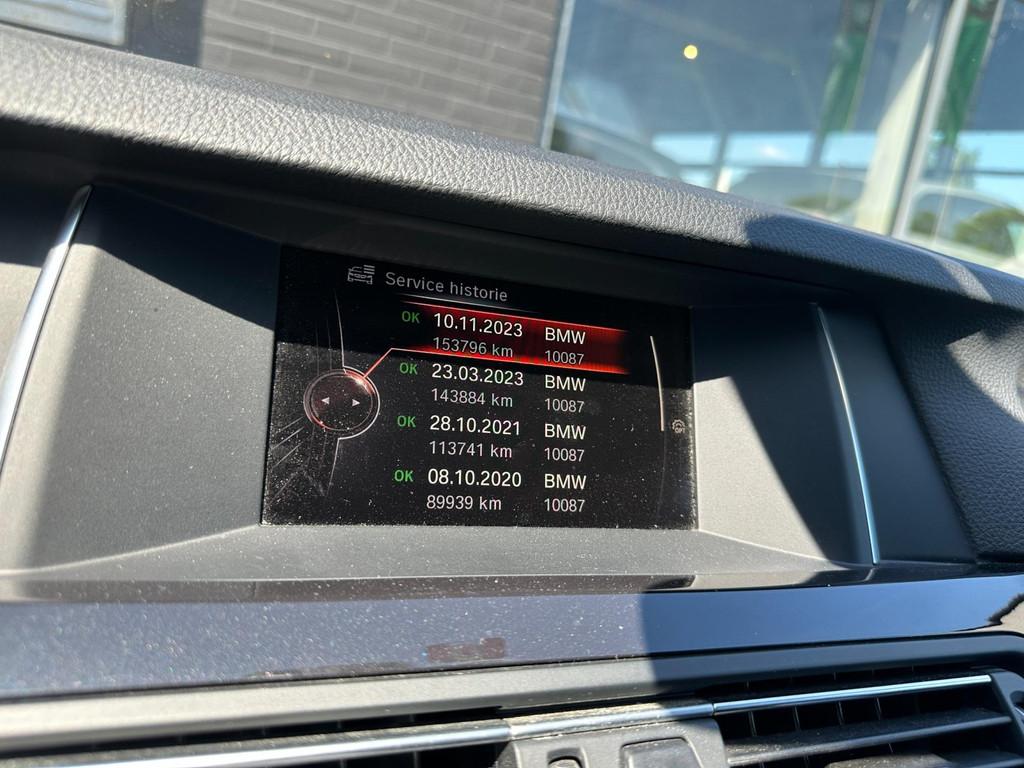 Service historie
OK 10.11.2023 BMW
153796 km 10087
OK 23.03.2023 BMW
143884 km 10087
OK 28.10.2021 BMW
113741 km 10087
OK 08.10.2020 BMW
89939 km 10087